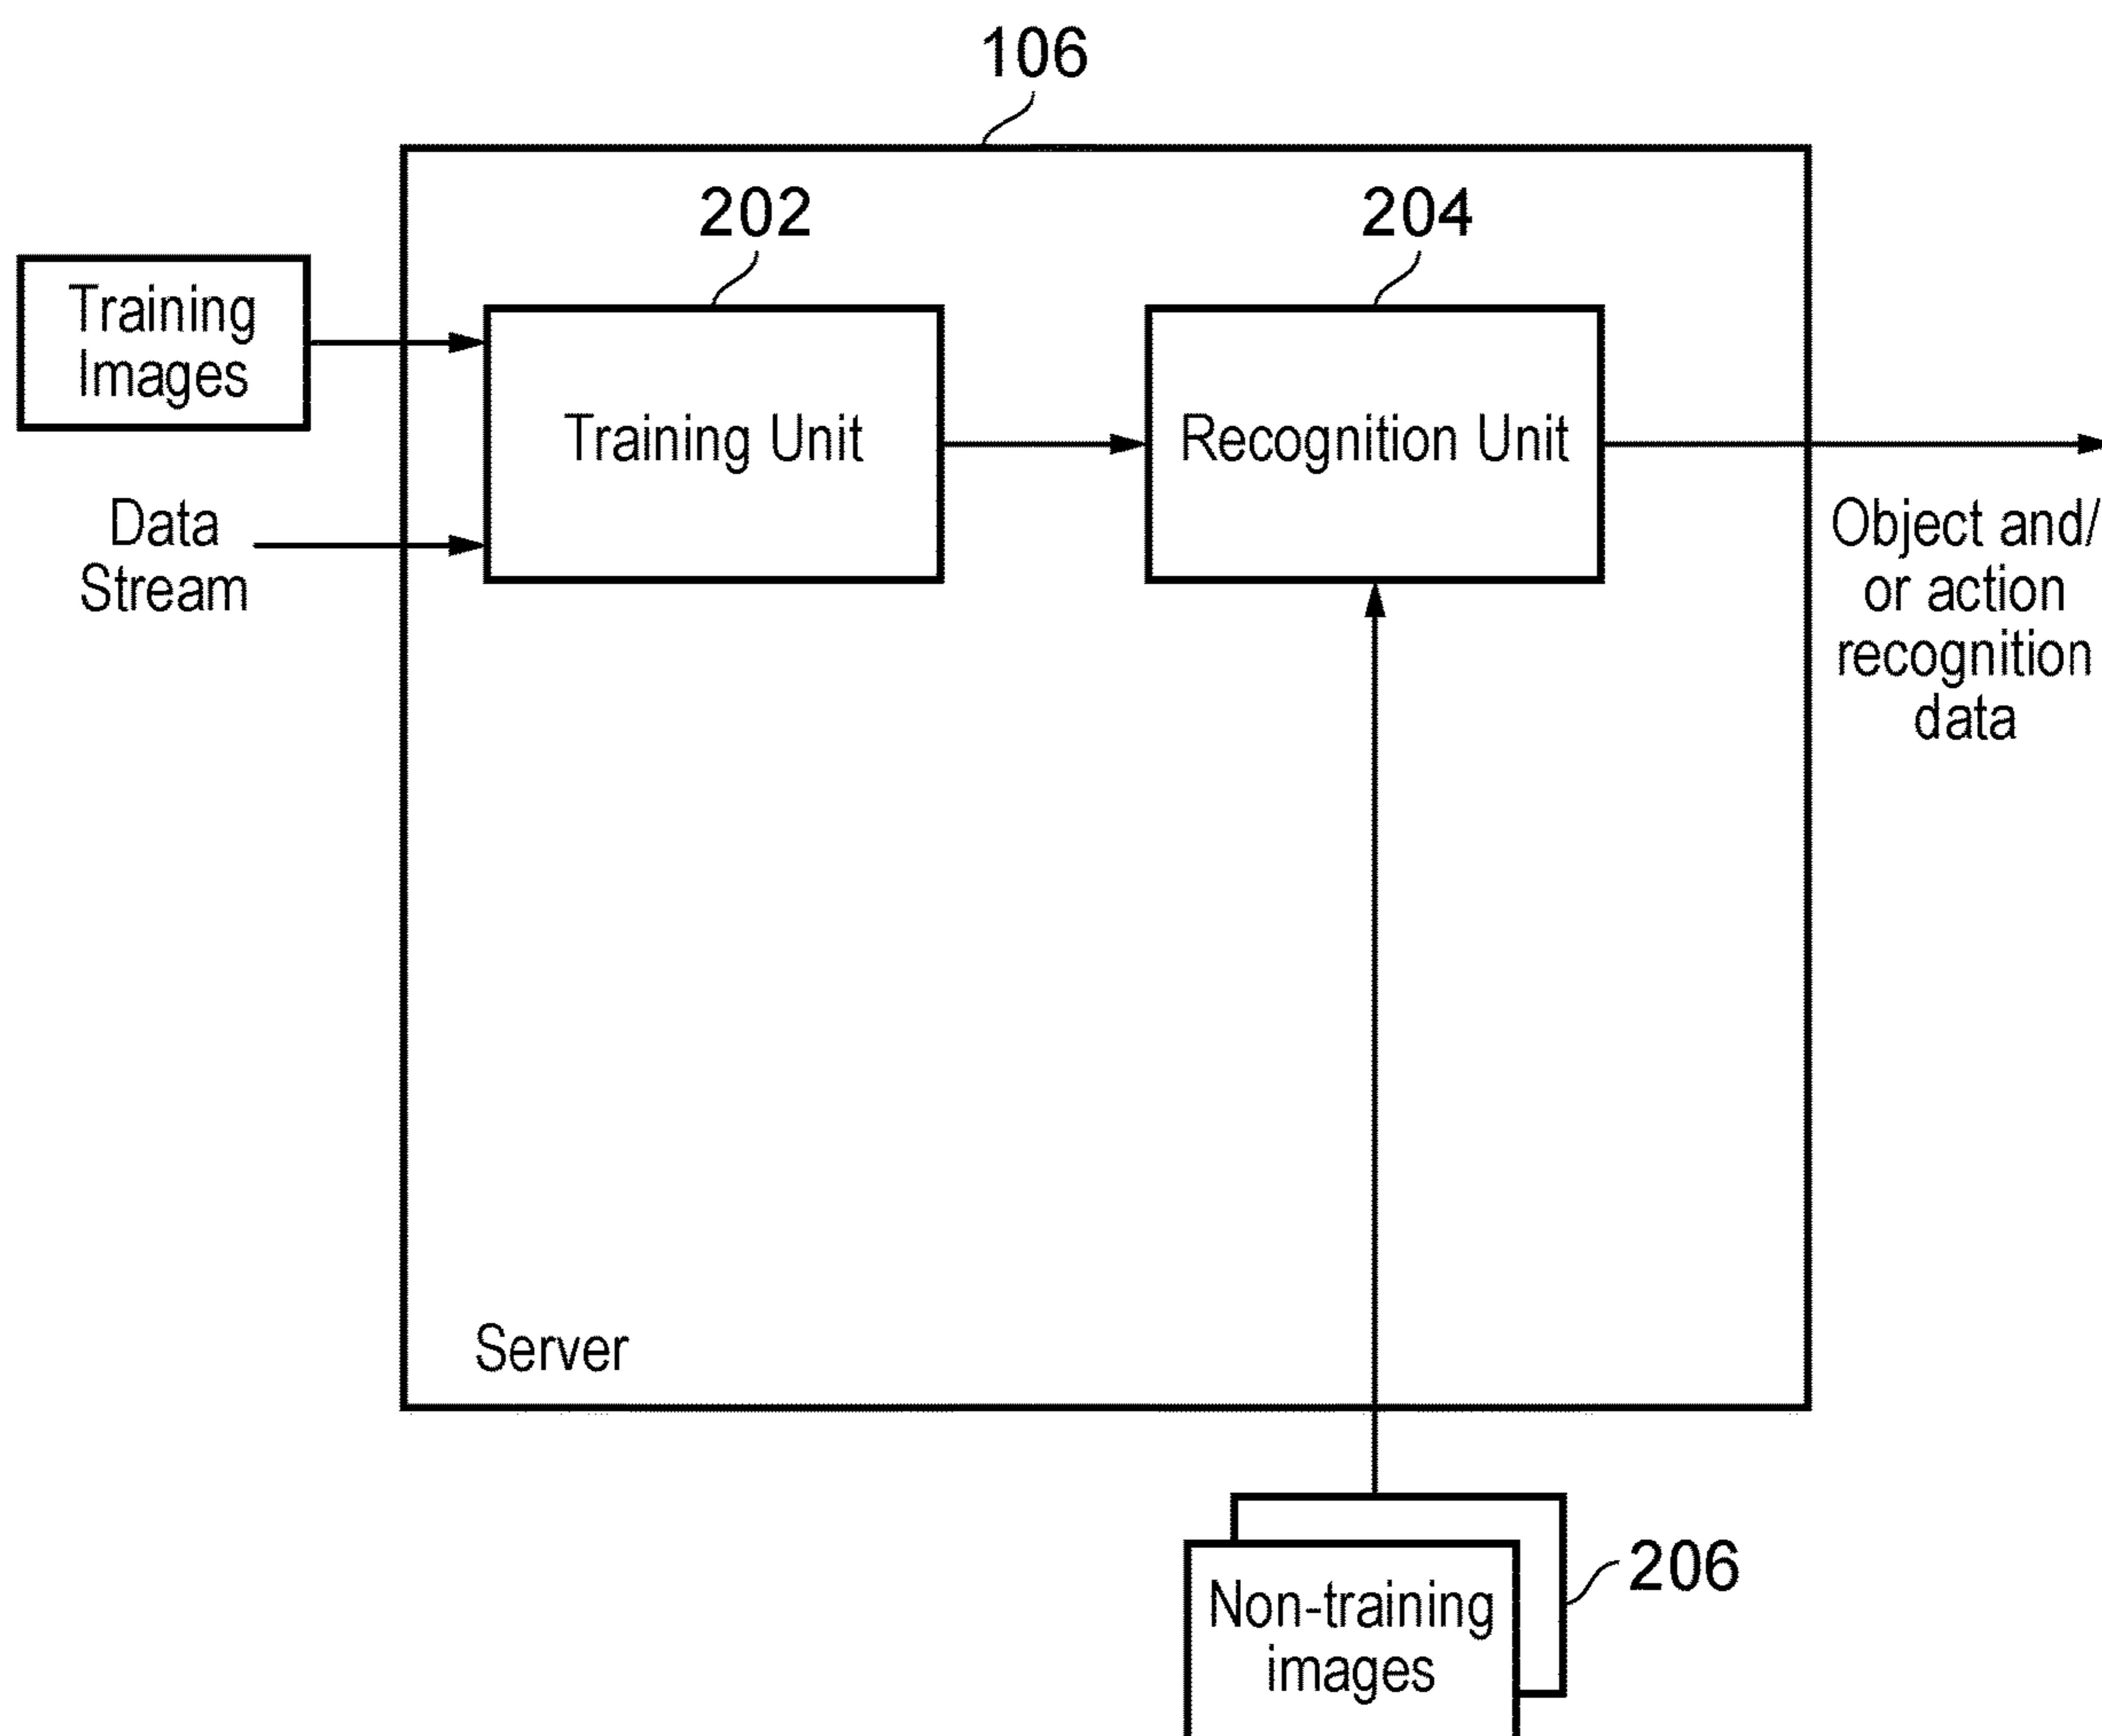 106
202
204
Training
Images
Training Unit
Recognition Unit
Data
Stream
Object and/
or action
recognition
data
Server
206
Non-training
images